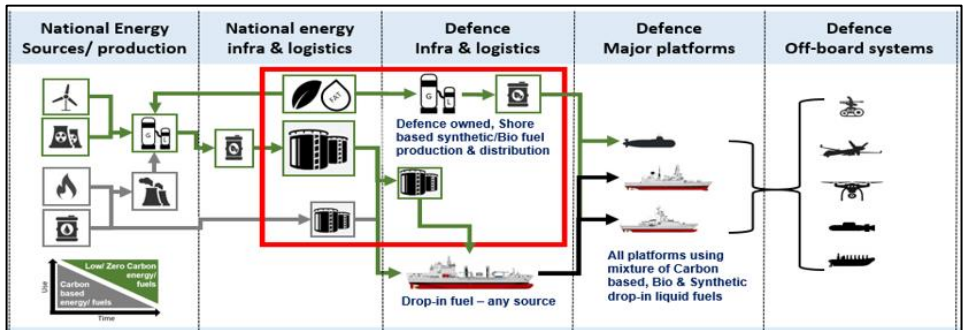 National Energy
Sources/ production
National energy
infra & logistics
Defence
Infra & logistics
Defence
Major platforms
Defence
Off-board systems
FAT
G
L
G
L
Defence owned, Shore
based synthetic/Bio fuel
production & distribution
Low/ Zero Carbon
energy/
fuels
Carbon
based
energy/ fuels
Use
Time
Drop-in fuel – any source
All platforms using
mixture of Carbon
based, Bio & Synthetic
drop-in liquid fuels